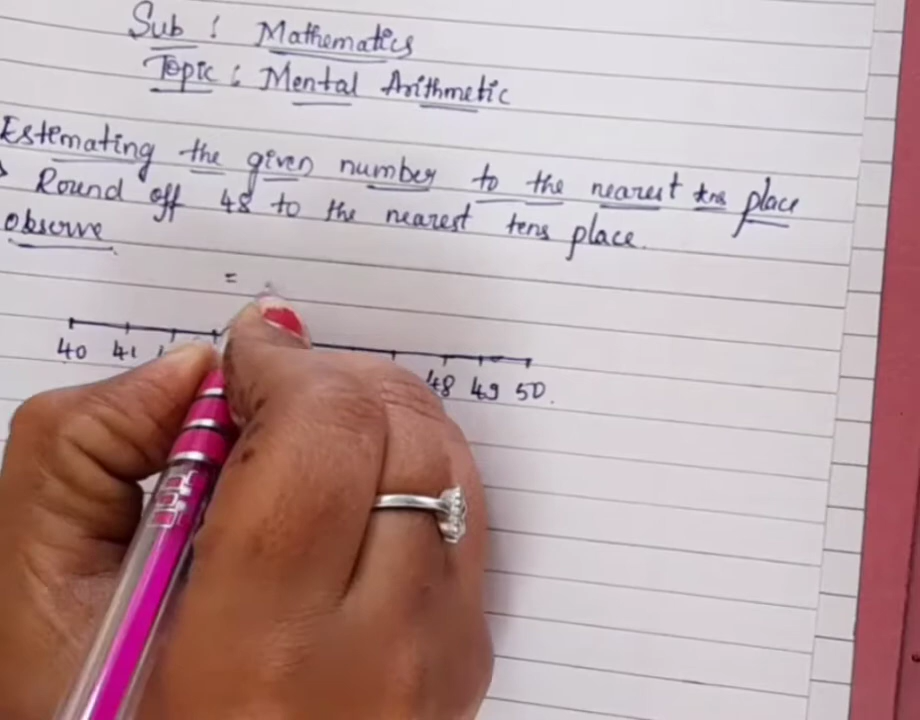 Sub : Mathematics
Topic : Mental Arithmetic
Estemating the given number to the nearest tens place
Round off 48 to the nearest tens place.
Observe
=
40 41 48 49 50.